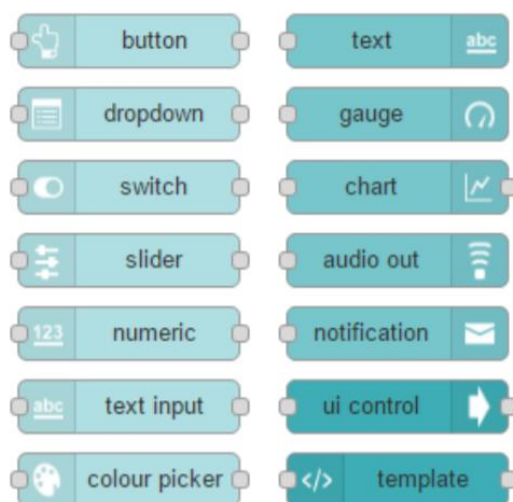 button
dropdown
switch
slider
123 numeric
abc text input
colour picker
text abc
gauge
chart
audio out
notification
ui control
</> template